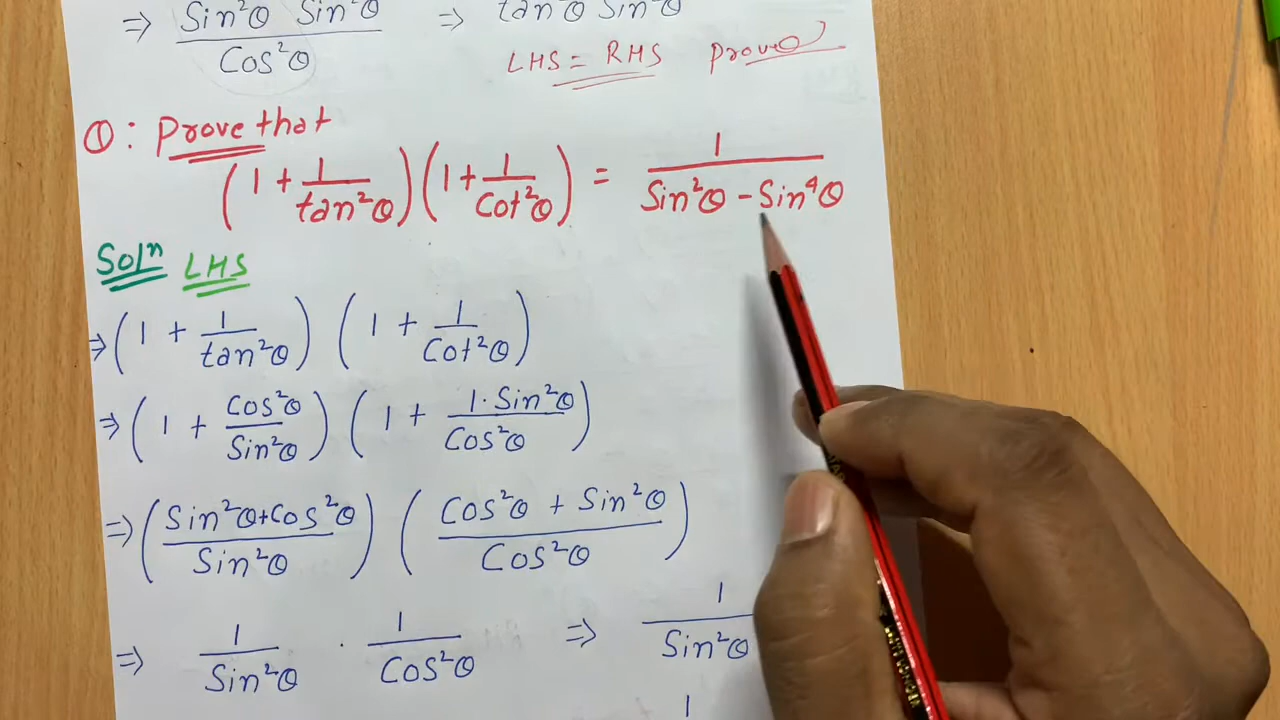 ⇒ Sin²θ Sin²θ / Cos²θ ⇒ tan²θ Sin²θ
LHS = RHS Proved
Q: Prove that
(1 + 1/tan²θ)(1 + 1/Cot²θ) = 1/(Sin²θ - Sin⁴θ)
Solⁿ LHS
⇒ (1 + 1/tan²θ) (1 + 1/Cot²θ)
⇒ (1 + Cos²θ/Sin²θ) (1 + 1·Sin²θ/Cos²θ)
⇒ ((Sin²θ+Cos²θ)/Sin²θ) ((Cos²θ + Sin²θ)/Cos²θ)
⇒ 1/Sin²θ · 1/Cos²θ ⇒ 1/Sin²θ
1